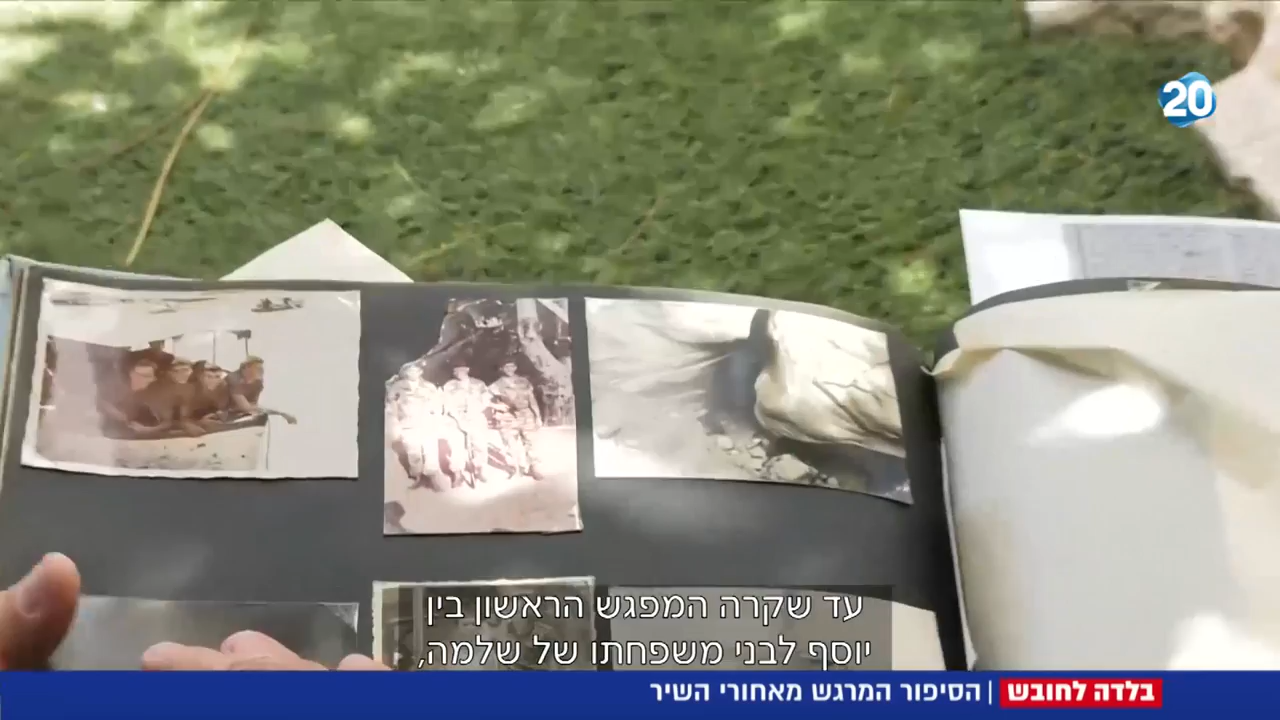 20
עד שקרה המפגש הראשון בין
יוסף לבני משפחתו של שלמה,
בלדה לחובש | הסיפור המרגש מאחורי השיר